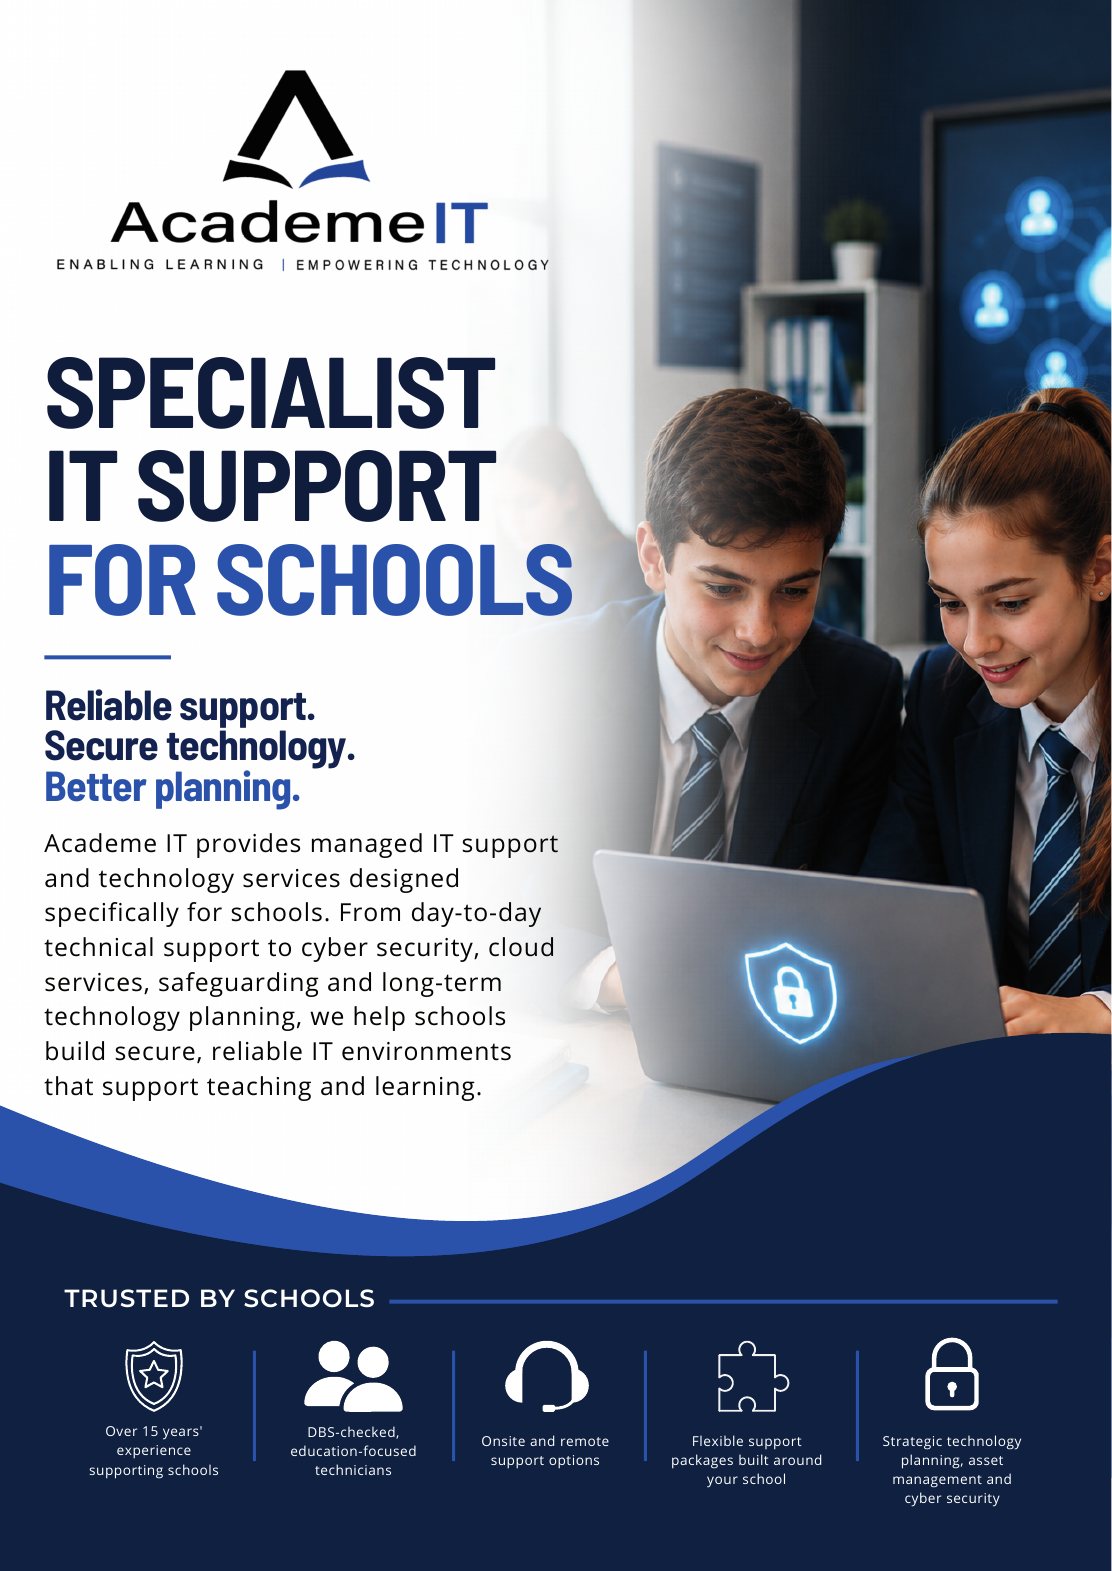 AcademeIT
ENABLING LEARNING | EMPOWERING TECHNOLOGY
SPECIALIST
IT SUPPORT
FOR SCHOOLS
Reliable support.
Secure technology.
Better planning.
Academe IT provides managed IT support
and technology services designed
specifically for schools. From day-to-day
technical support to cyber security, cloud
services, safeguarding and long-term
technology planning, we help schools
build secure, reliable IT environments
that support teaching and learning.
TRUSTED BY SCHOOLS
Over 15 years'
experience
supporting schools
DBS-checked,
education-focused
technicians
Onsite and remote
support options
Flexible support
packages built around
your school
Strategic technology
planning, asset
management and
cyber security